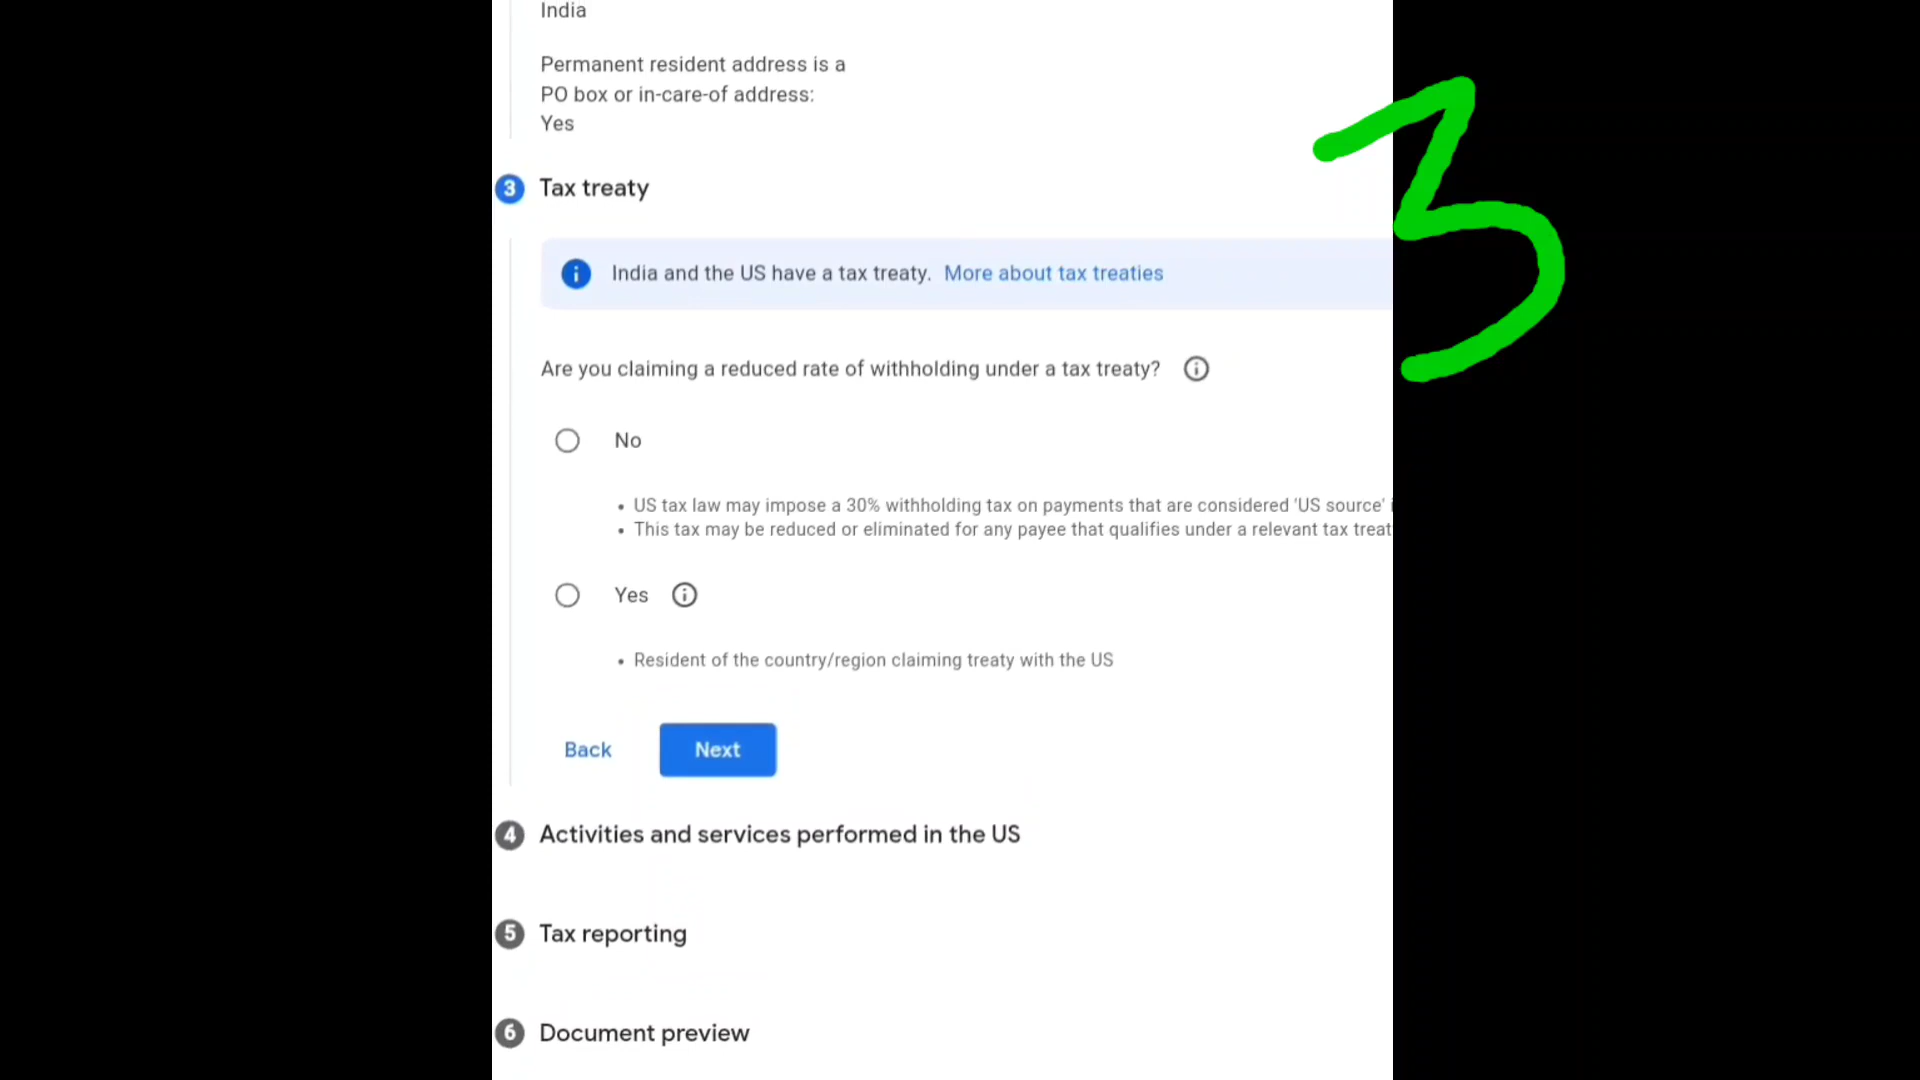 India
Permanent resident address is a
PO box or in-care-of address:
Yes
3 Tax treaty
3
India and the US have a tax treaty. More about tax treaties
Are you claiming a reduced rate of withholding under a tax treaty?
No
• US tax law may impose a 30% withholding tax on payments that are considered 'US source' i
• This tax may be reduced or eliminated for any payee that qualifies under a relevant tax treat
Yes
• Resident of the country/region claiming treaty with the US
Back Next
4 Activities and services performed in the US
5 Tax reporting
6 Document preview